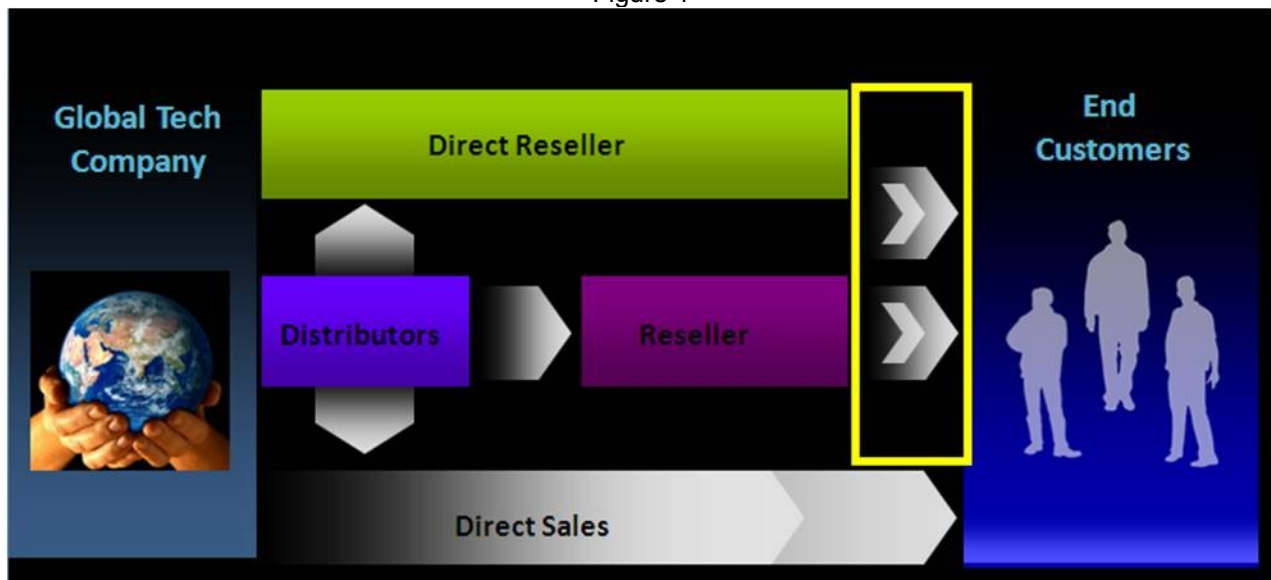 Global Tech
Company
Direct Reseller
End
Customers
Distributors
Reseller
Direct Sales